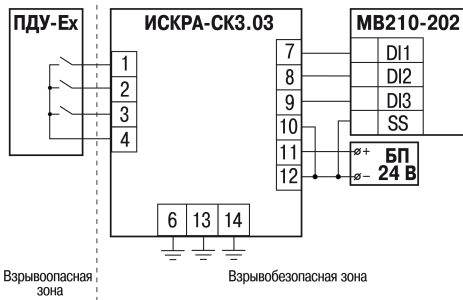 ПДУ-Ex
ИСКРА-СК3.03
МВ210-202
1
2
3
4
7
8
9
10
11
12
DI1
DI2
DI3
SS
+
БП
24 В
–
6 13 14
Взрывоопасная
зона
Взрывобезопасная зона